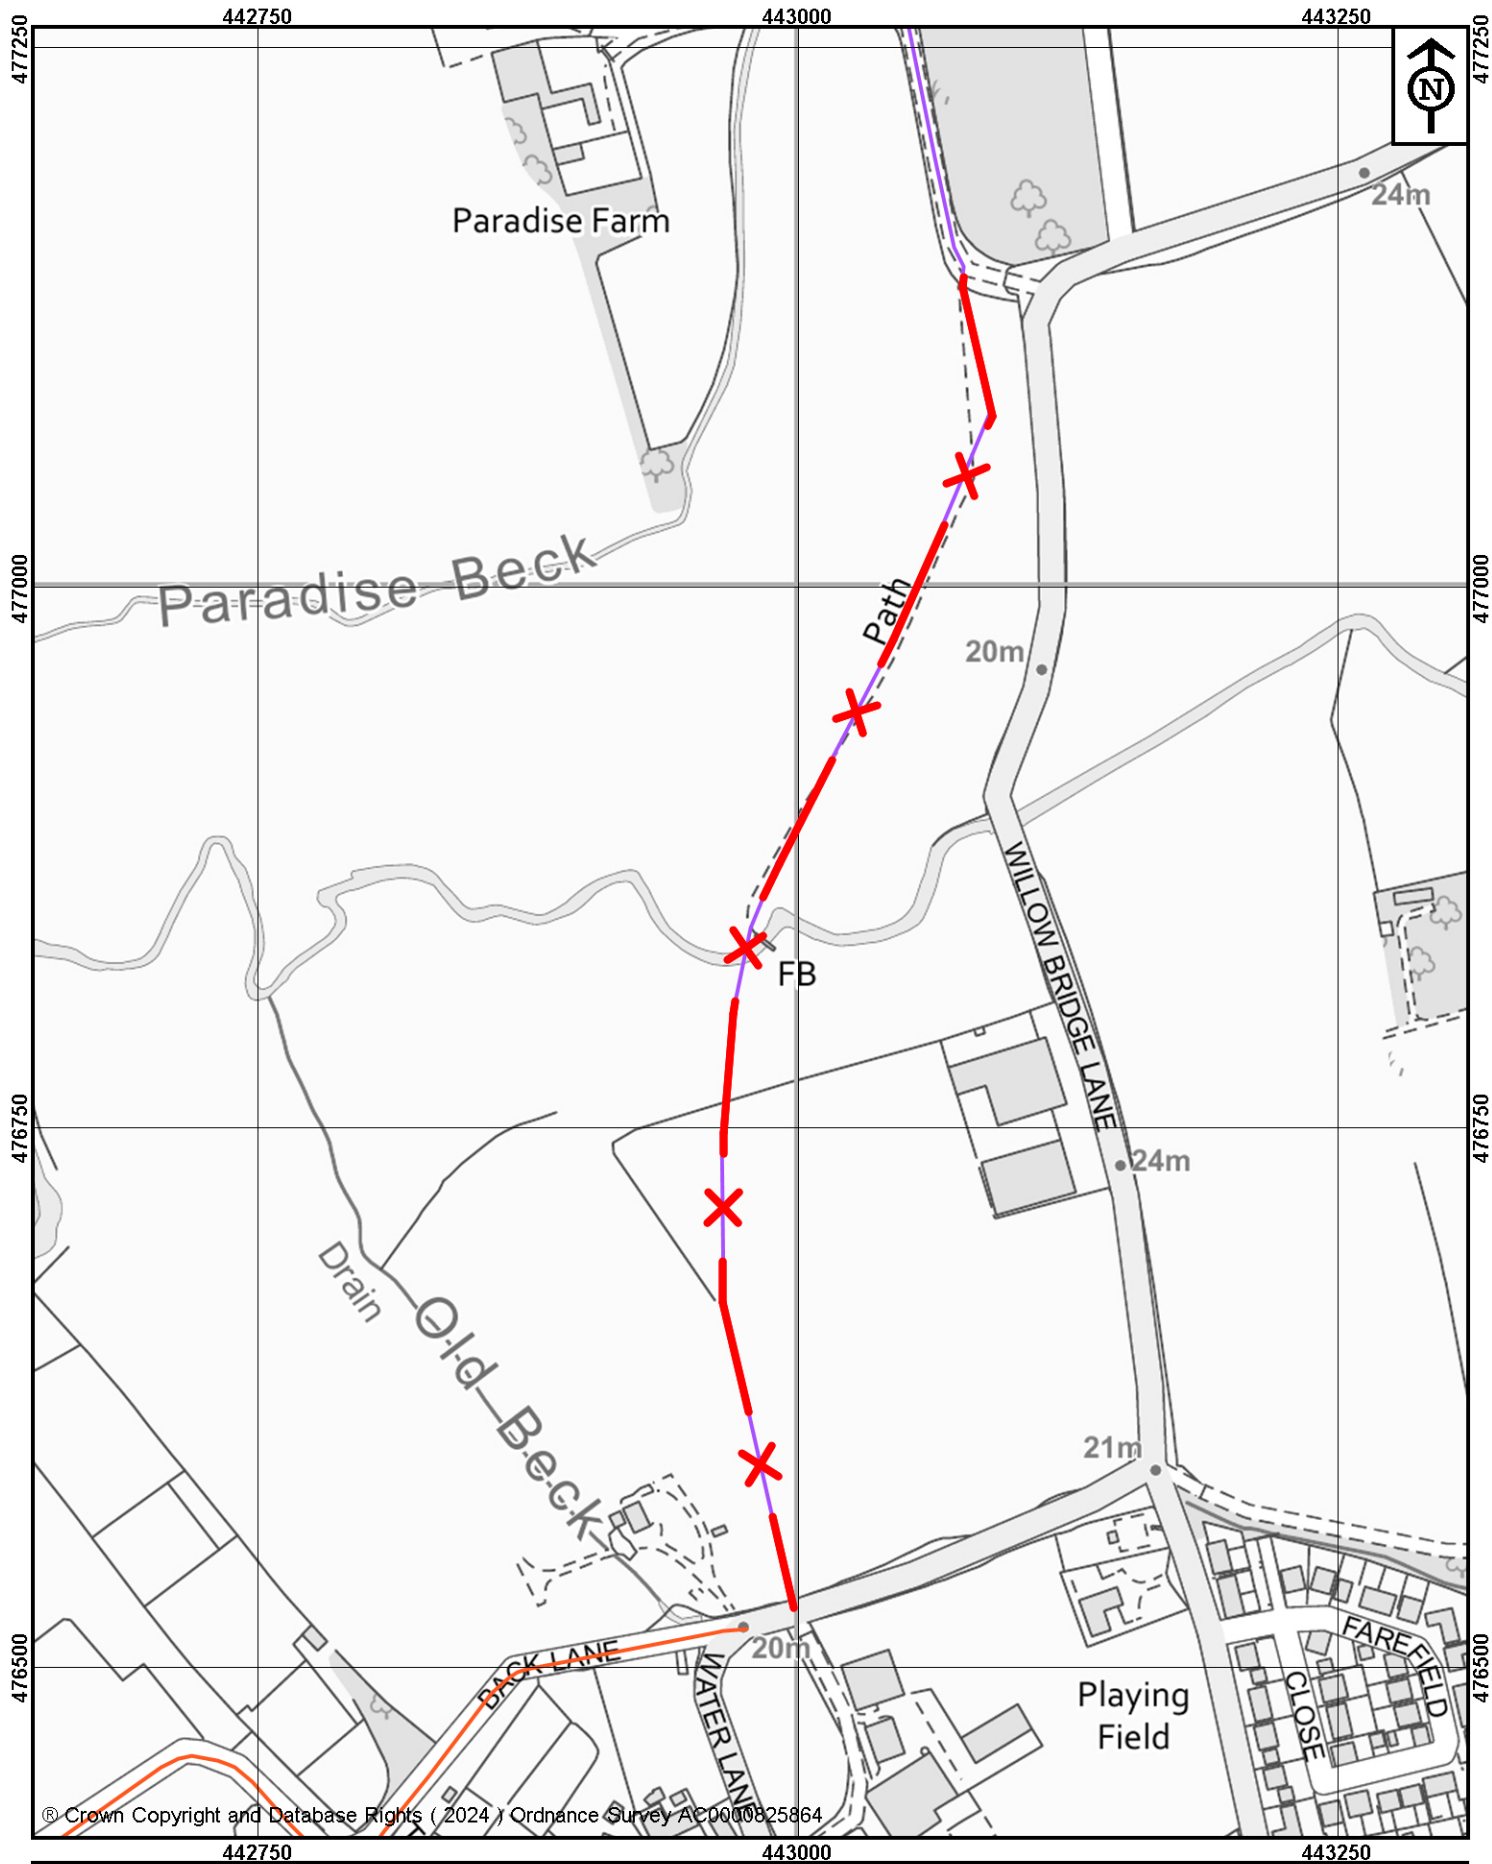 442750
443000
443250
477250
477250
N
24m
Paradise Farm
Paradise Beck
477000
477000
Path
20m
WILLOW BRIDGE LANE
FB
476750
476750
24m
Drain
Old Beck
21m
20m
BACK LANE
WATER LANE
476500
476500
Playing
Field
FAREFIELD
CLOSE
® Crown Copyright and Database Rights ( 2024 ) Ordnance Survey AC0000825864
442750
443000
443250